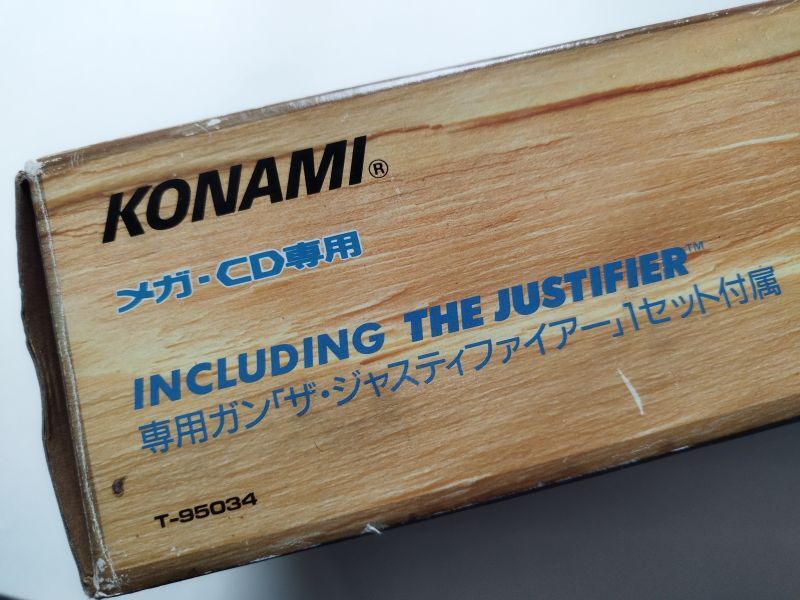 KONAMI®
メガ・CD専用
INCLUDING THE JUSTIFIER™
専用ガン「ザ・ジャスティファイアー」1セット付属
T-95034